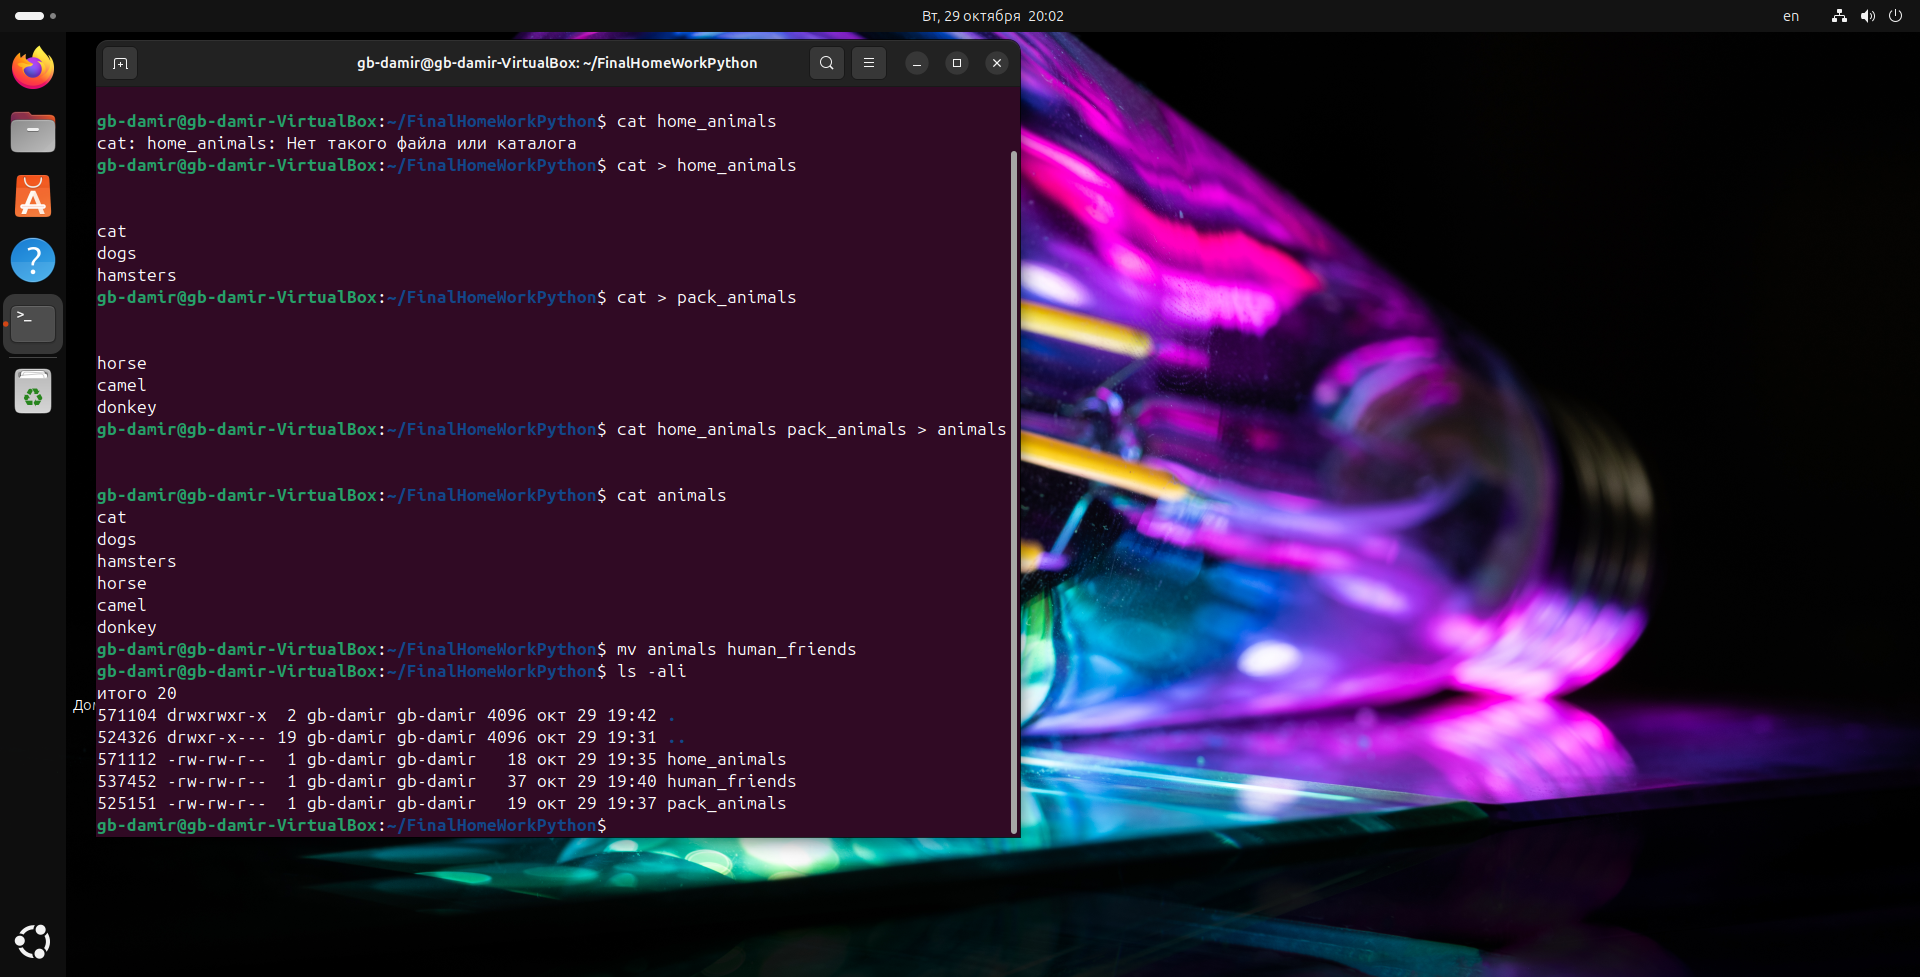 Вт, 29 октября 20:02
en
gb-damir@gb-damir-VirtualBox: ~/FinalHomeWorkPython
gb-damir@gb-damir-VirtualBox:~/FinalHomeWorkPython$ cat home_animals
cat: home_animals: Нет такого файла или каталога
gb-damir@gb-damir-VirtualBox:~/FinalHomeWorkPython$ cat > home_animals
cat
dogs
hamsters
gb-damir@gb-damir-VirtualBox:~/FinalHomeWorkPython$ cat > pack_animals
horse
camel
donkey
gb-damir@gb-damir-VirtualBox:~/FinalHomeWorkPython$ cat home_animals pack_animals > animals
gb-damir@gb-damir-VirtualBox:~/FinalHomeWorkPython$ cat animals
cat
dogs
hamsters
horse
camel
donkey
gb-damir@gb-damir-VirtualBox:~/FinalHomeWorkPython$ mv animals human_friends
gb-damir@gb-damir-VirtualBox:~/FinalHomeWorkPython$ ls -ali
итого 20
571104 drwxrwxr-x  2 gb-damir gb-damir 4096 окт 29 19:42 .
524326 drwxr-x--- 19 gb-damir gb-damir 4096 окт 29 19:31 ..
571112 -rw-rw-r--  1 gb-damir gb-damir   18 окт 29 19:35 home_animals
537452 -rw-rw-r--  1 gb-damir gb-damir   37 окт 29 19:40 human_friends
525151 -rw-rw-r--  1 gb-damir gb-damir   19 окт 29 19:37 pack_animals
gb-damir@gb-damir-VirtualBox:~/FinalHomeWorkPython$